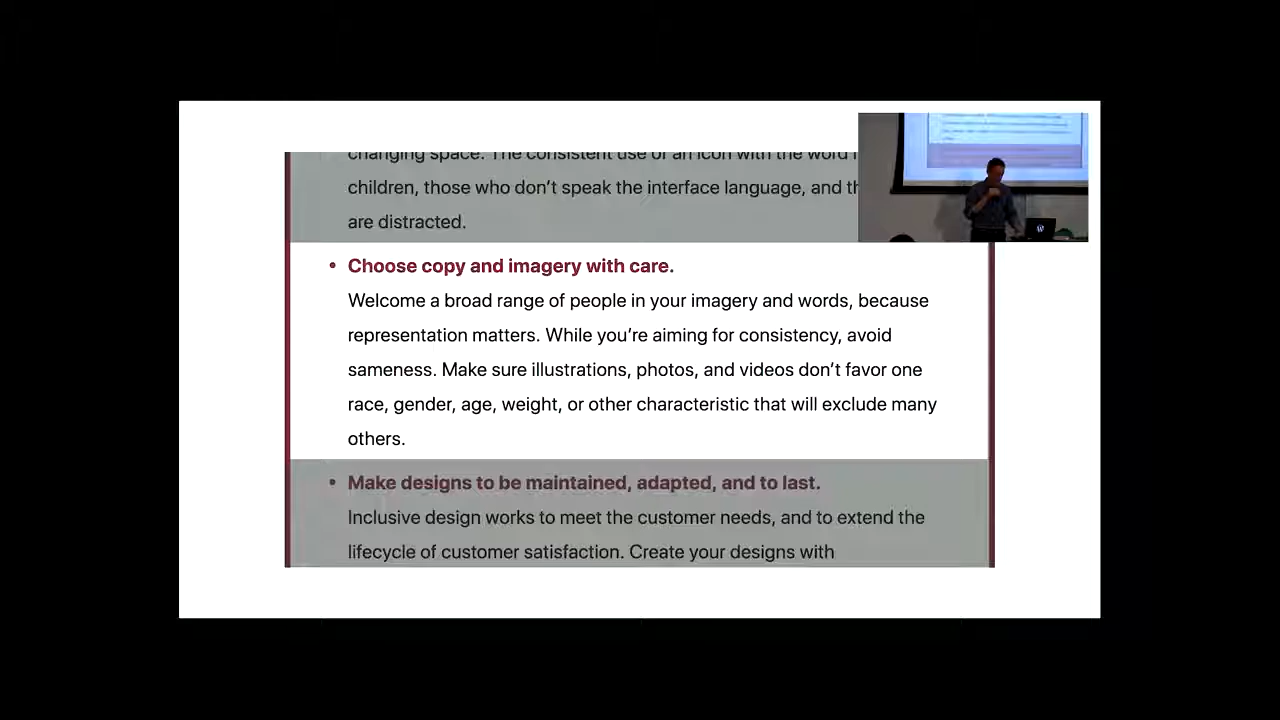 changing space. The consistent use of an icon with the word
children, those who don’t speak the interface language, and
are distracted.
• Choose copy and imagery with care.
Welcome a broad range of people in your imagery and words, because
representation matters. While you’re aiming for consistency, avoid
sameness. Make sure illustrations, photos, and videos don’t favor one
race, gender, age, weight, or other characteristic that will exclude many
others.
• Make designs to be maintained, adapted, and to last.
Inclusive design works to meet the customer needs, and to extend the
lifecycle of customer satisfaction. Create your designs with